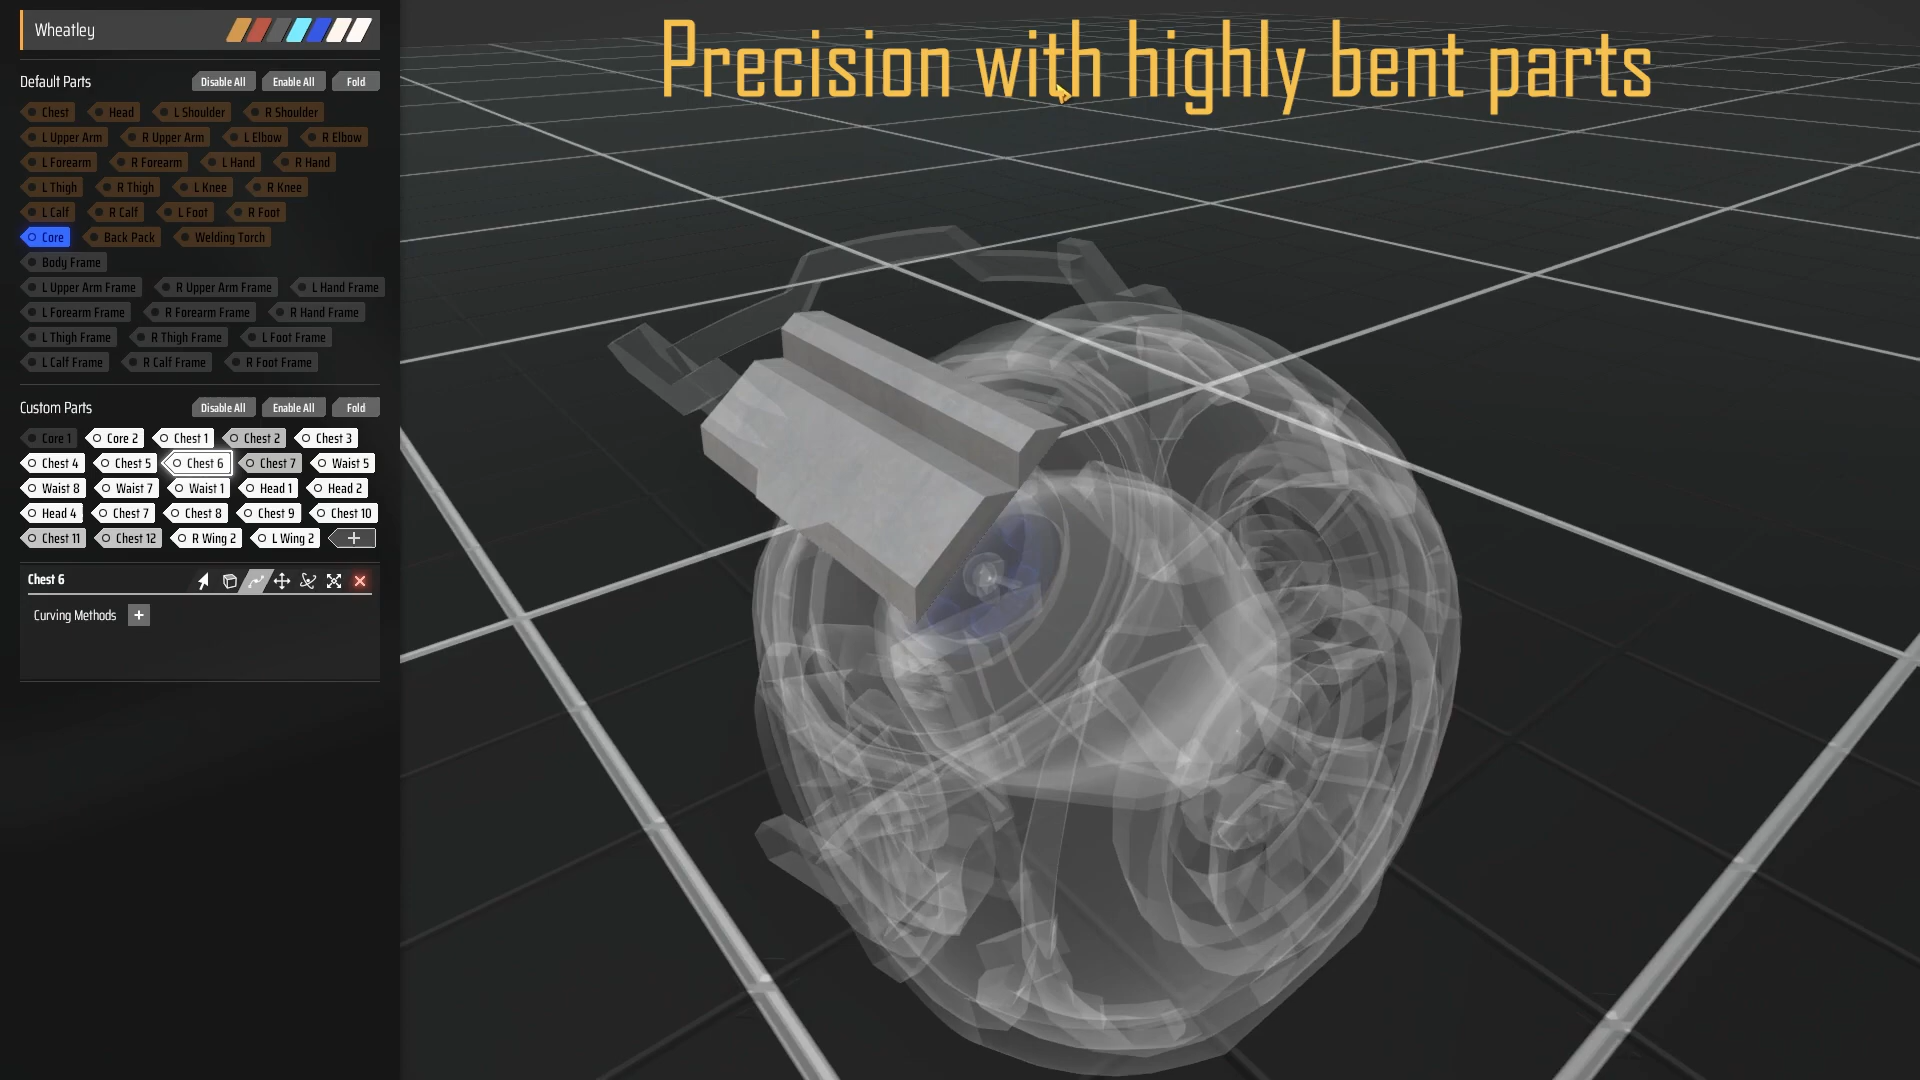 Precision with highly bent parts
Wheatley
Default Parts Disable All Enable All Fold
Chest Head L Shoulder R Shoulder
L Upper Arm R Upper Arm L Elbow R Elbow
L Forearm R Forearm L Hand R Hand
L Thigh R Thigh L Knee R Knee
L Calf R Calf L Foot R Foot
Core Back Pack Welding Torch
Body Frame
L Upper Arm Frame R Upper Arm Frame L Hand Frame
L Forearm Frame R Forearm Frame R Hand Frame
L Thigh Frame R Thigh Frame L Foot Frame
L Calf Frame R Calf Frame R Foot Frame
Custom Parts Disable All Enable All Fold
Core 1 Core 2 Chest 1 Chest 2 Chest 3
Chest 4 Chest 5 Chest 6 Chest 7 Waist 5
Waist 8 Waist 7 Waist 1 Head 1 Head 2
Head 4 Chest 7 Chest 8 Chest 9 Chest 10
Chest 11 Chest 12 R Wing 2 L Wing 2 +
Chest 6
Curving Methods +